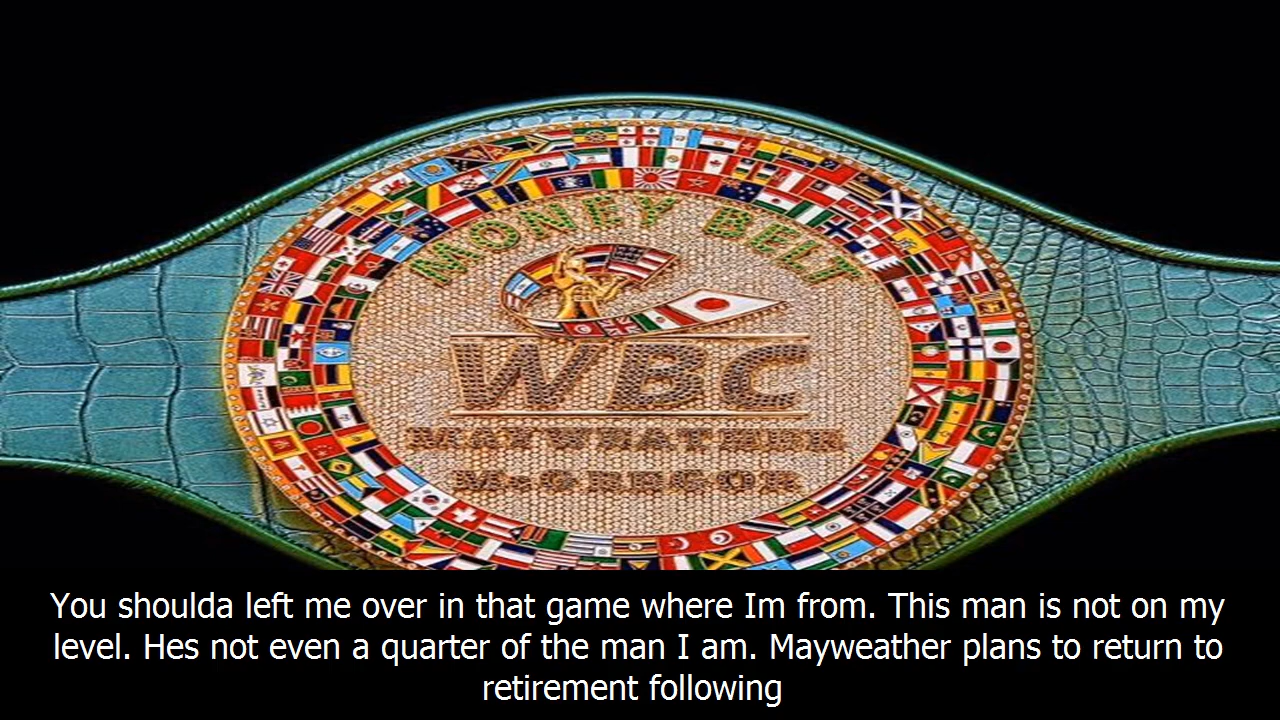 MONEY BELT
WBC
MAYWEATHER
McGREGOR
You shoulda left me over in that game where Im from. This man is not on my
level. Hes not even a quarter of the man I am. Mayweather plans to return to
retirement following